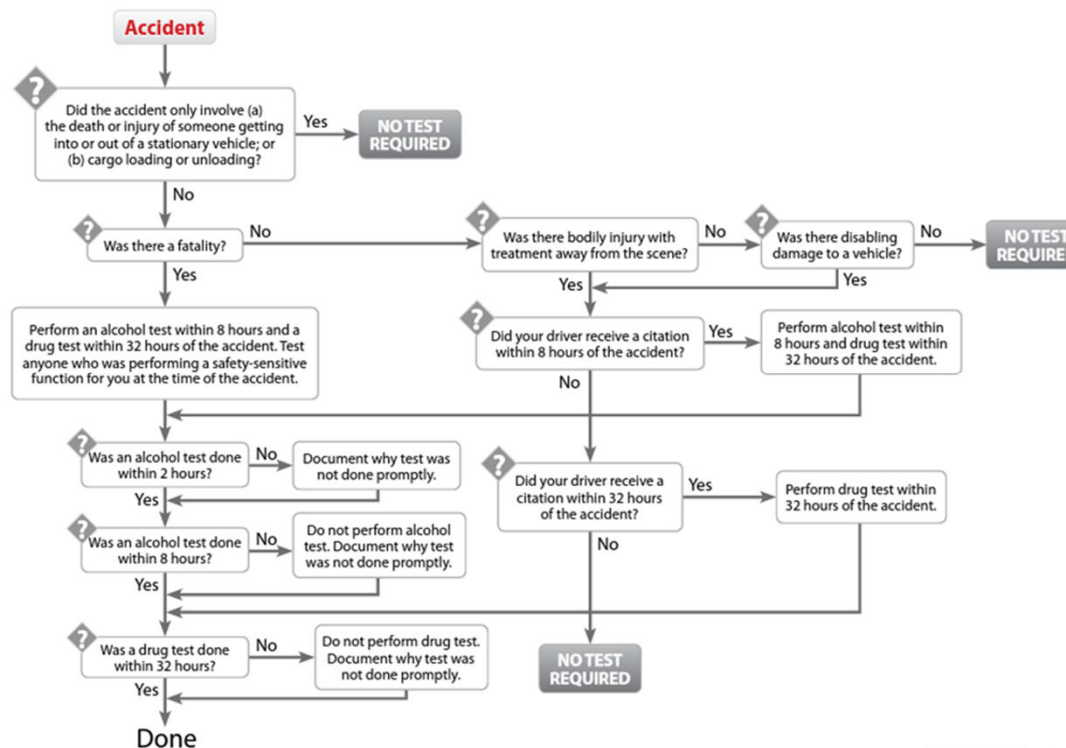 Accident
?
Did the accident only involve (a)
the death or injury of someone getting
into or out of a stationary vehicle; or
(b) cargo loading or unloading?
Yes
NO TEST
REQUIRED
No
?
Was there a fatality?
No
?
Was there bodily injury with
treatment away from the scene?
No
?
Was there disabling
damage to a vehicle?
No
NO TEST
REQUIRED
Yes
Yes
Yes
Perform an alcohol test within 8 hours and a
drug test within 32 hours of the accident. Test
anyone who was performing a safety-sensitive
function for you at the time of the accident.
?
Did your driver receive a citation
within 8 hours of the accident?
Yes
Perform alcohol test within
8 hours and drug test within
32 hours of the accident.
No
?
Was an alcohol test done
within 2 hours?
No
Document why test was
not done promptly.
Yes
?
Did your driver receive a
citation within 32 hours
of the accident?
Yes
Perform drug test within
32 hours of the accident.
No
?
Was an alcohol test done
within 8 hours?
No
Do not perform alcohol
test. Document why test
was not done promptly.
Yes
?
Was a drug test done
within 32 hours?
No
Do not perform drug test.
Document why test was
not done promptly.
NO TEST
REQUIRED
Yes
Done